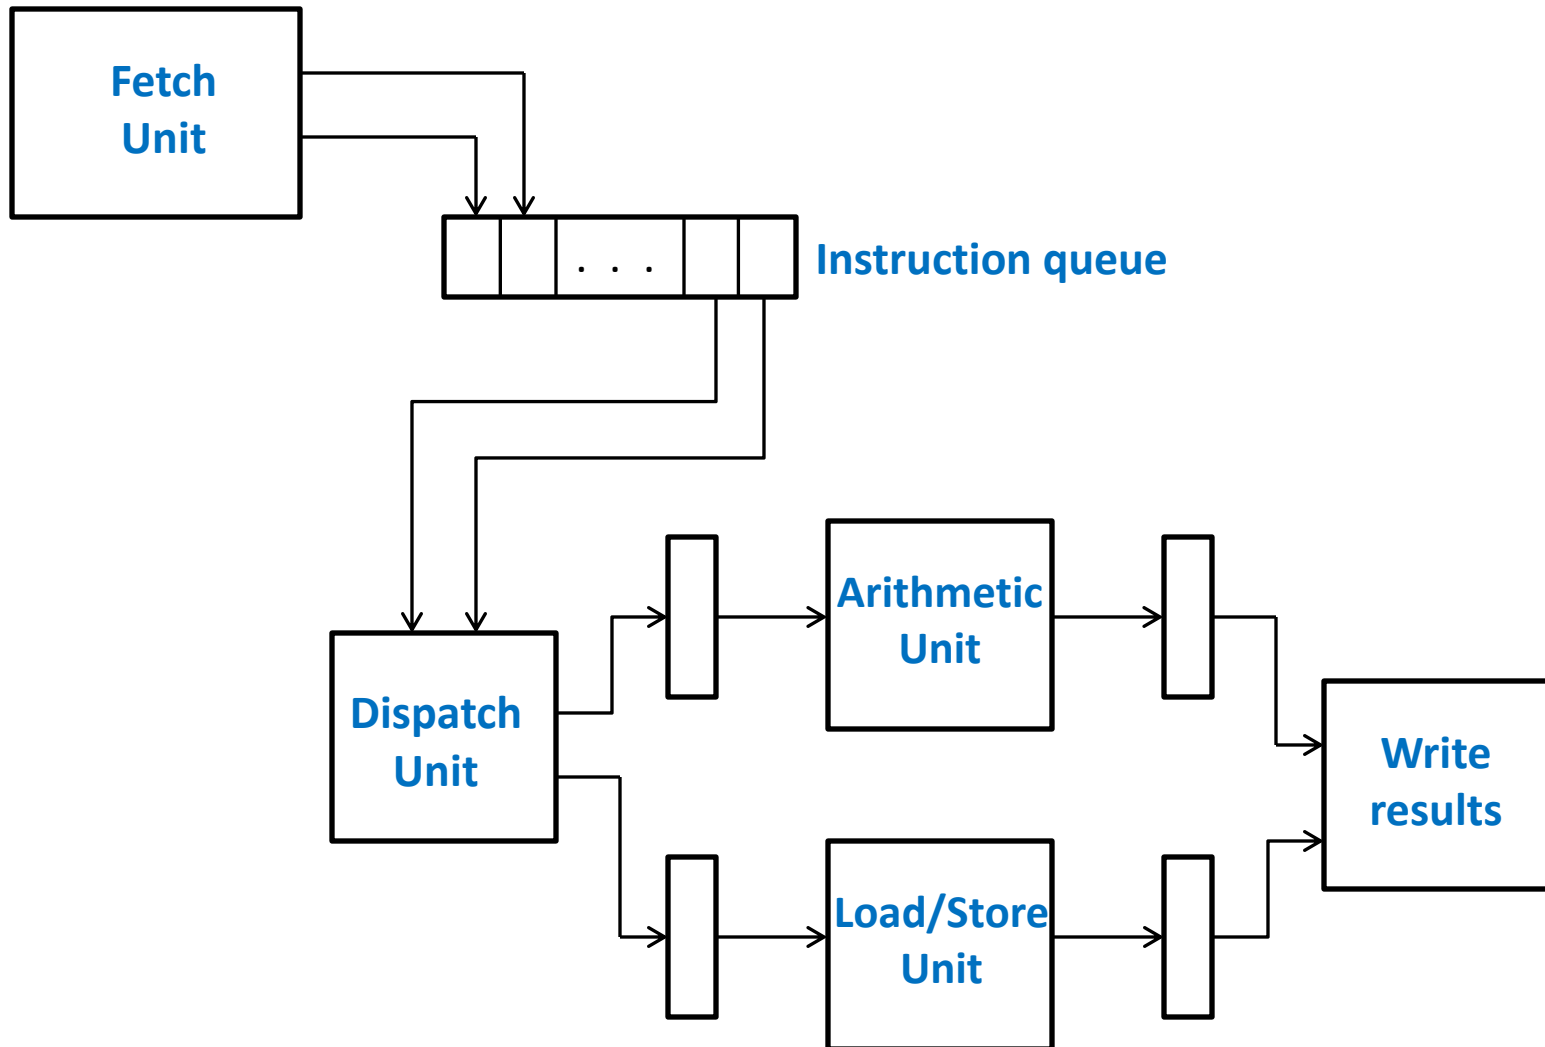 Fetch
Unit
. . .
Instruction queue
Arithmetic
Unit
Dispatch
Unit
Write
results
Load/Store
Unit